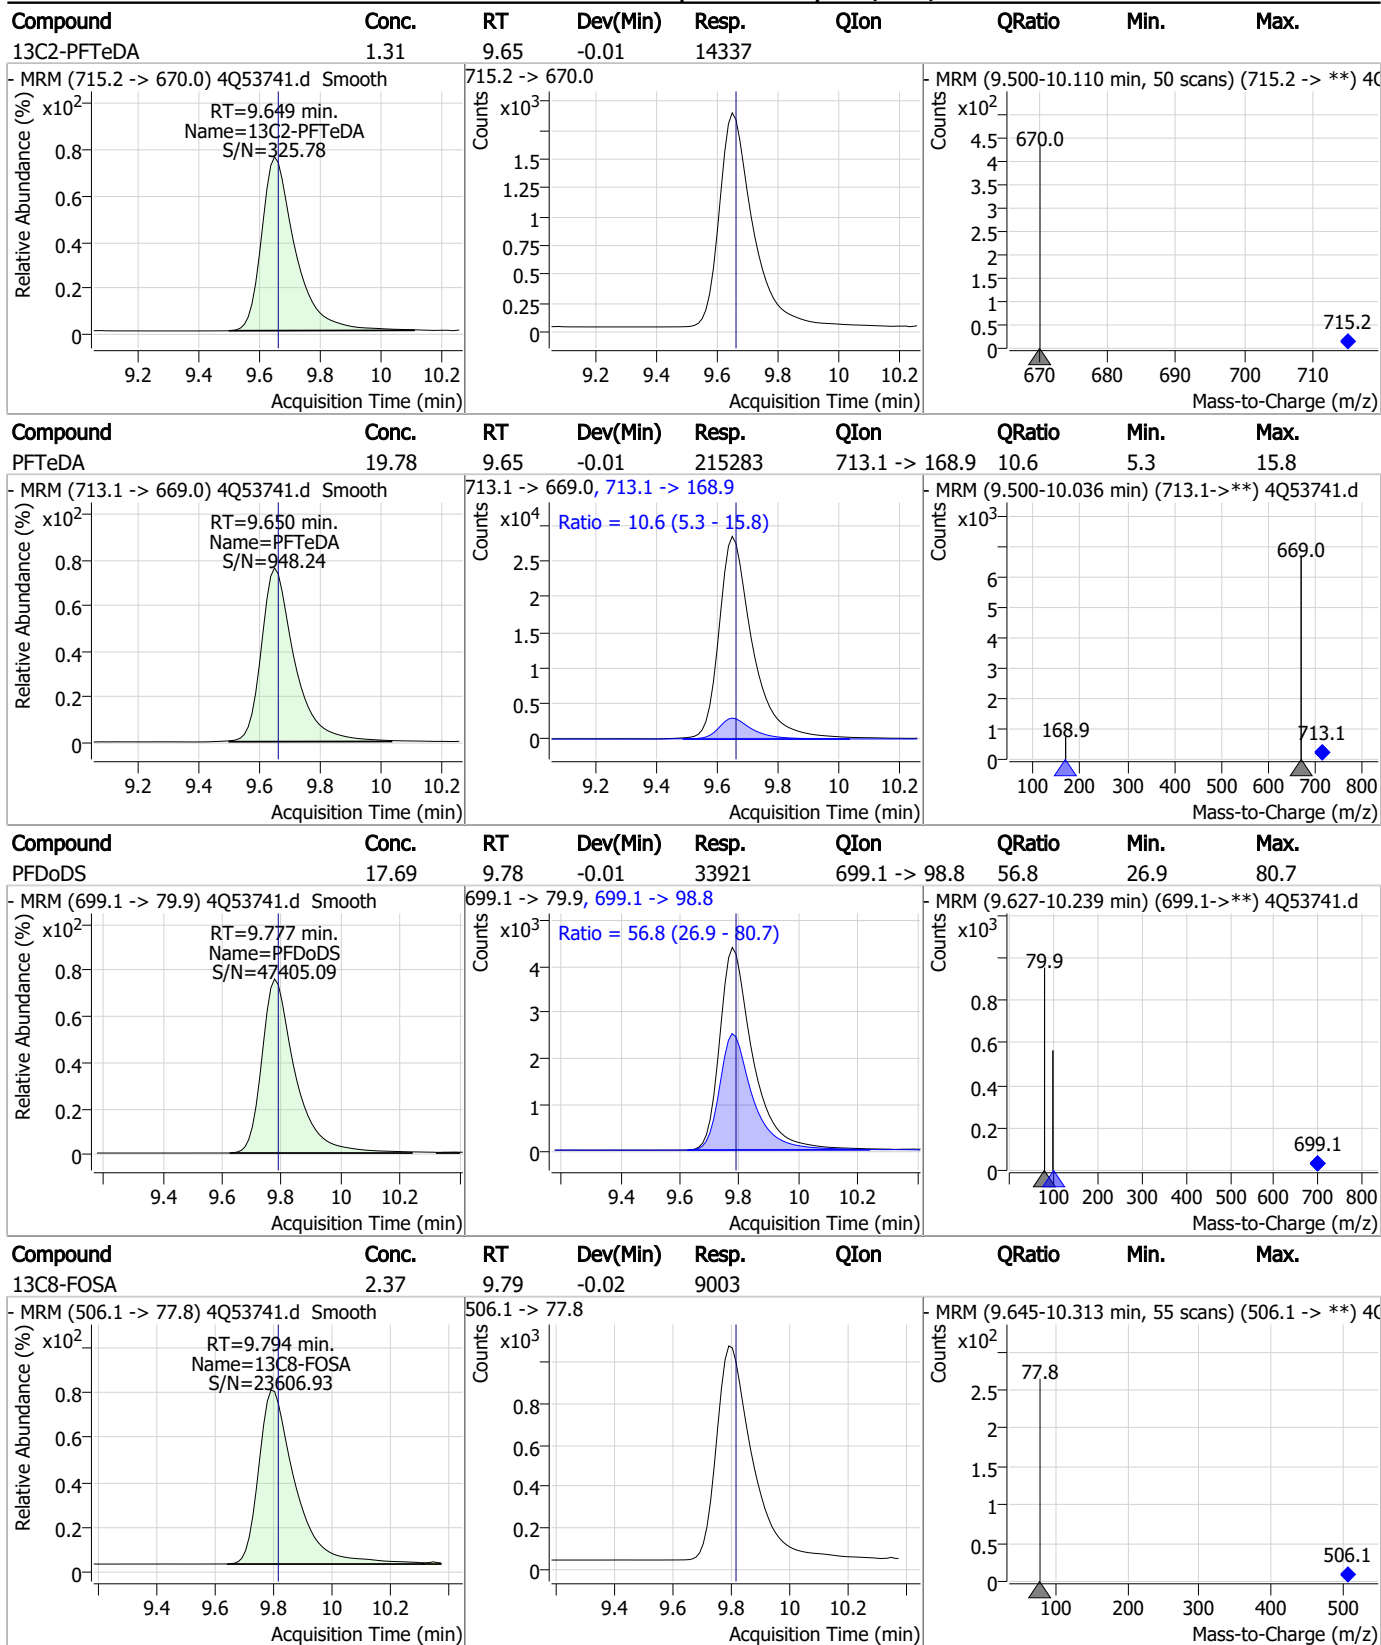 Compound Conc. RT Dev(Min) Resp. QIon QRatio Min. Max.
13C2-PFTeDA 1.31 9.65 -0.01 14337
- MRM (715.2 -> 670.0) 4Q53741.d Smooth
RT=9.649 min.
Name=13C2-PFTeDA
S/N=325.78
x10²
0.8
0.6
0.4
0.2
0
Relative Abundance (%)
9.2 9.4 9.6 9.8 10 10.2
Acquisition Time (min)
715.2 -> 670.0
x10³
1.5
1.25
1
0.75
0.5
0.25
0
Counts
9.2 9.4 9.6 9.8 10 10.2
Acquisition Time (min)
- MRM (9.500-10.110 min, 50 scans) (715.2 -> **)
x10²
4.5
4
3.5
3
2.5
2
1.5
1
0.5
0
Counts
670.0
715.2
670 680 690 700 710
Mass-to-Charge (m/z)
Compound Conc. RT Dev(Min) Resp. QIon QRatio Min. Max.
PFTeDA 19.78 9.65 -0.01 215283 713.1 -> 168.9 10.6 5.3 15.8
- MRM (713.1 -> 669.0) 4Q53741.d Smooth
RT=9.650 min.
Name=PFTeDA
S/N=948.24
x10²
0.8
0.6
0.4
0.2
0
Relative Abundance (%)
9.2 9.4 9.6 9.8 10 10.2
Acquisition Time (min)
713.1 -> 669.0, 713.1 -> 168.9
Ratio = 10.6 (5.3 - 15.8)
x10⁴
2.5
2
1.5
1
0.5
0
Counts
9.2 9.4 9.6 9.8 10 10.2
Acquisition Time (min)
- MRM (9.500-10.036 min) (713.1->**) 4Q53741.d
x10³
6
5
4
3
2
1
0
Counts
669.0
168.9
713.1
100 200 300 400 500 600 700 800
Mass-to-Charge (m/z)
Compound Conc. RT Dev(Min) Resp. QIon QRatio Min. Max.
PFDoDS 17.69 9.78 -0.01 33921 699.1 -> 98.8 56.8 26.9 80.7
- MRM (699.1 -> 79.9) 4Q53741.d Smooth
RT=9.777 min.
Name=PFDoDS
S/N=47405.09
x10²
0.8
0.6
0.4
0.2
0
Relative Abundance (%)
9.4 9.6 9.8 10 10.2
Acquisition Time (min)
699.1 -> 79.9, 699.1 -> 98.8
Ratio = 56.8 (26.9 - 80.7)
x10³
4
3
2
1
0
Counts
9.4 9.6 9.8 10 10.2
Acquisition Time (min)
- MRM (9.627-10.239 min) (699.1->**) 4Q53741.d
x10³
0.8
0.6
0.4
0.2
0
Counts
79.9
699.1
100 200 300 400 500 600 700 800
Mass-to-Charge (m/z)
Compound Conc. RT Dev(Min) Resp. QIon QRatio Min. Max.
13C8-FOSA 2.37 9.79 -0.02 9003
- MRM (506.1 -> 77.8) 4Q53741.d Smooth
RT=9.794 min.
Name=13C8-FOSA
S/N=23606.93
x10²
0.8
0.6
0.4
0.2
0
Relative Abundance (%)
9.4 9.6 9.8 10 10.2
Acquisition Time (min)
506.1 -> 77.8
x10³
0.8
0.6
0.4
0.2
0
Counts
9.4 9.6 9.8 10 10.2
Acquisition Time (min)
- MRM (9.645-10.313 min, 55 scans) (506.1 -> **)
x10²
2.5
2
1.5
1
0.5
0
Counts
77.8
506.1
100 200 300 400 500
Mass-to-Charge (m/z)